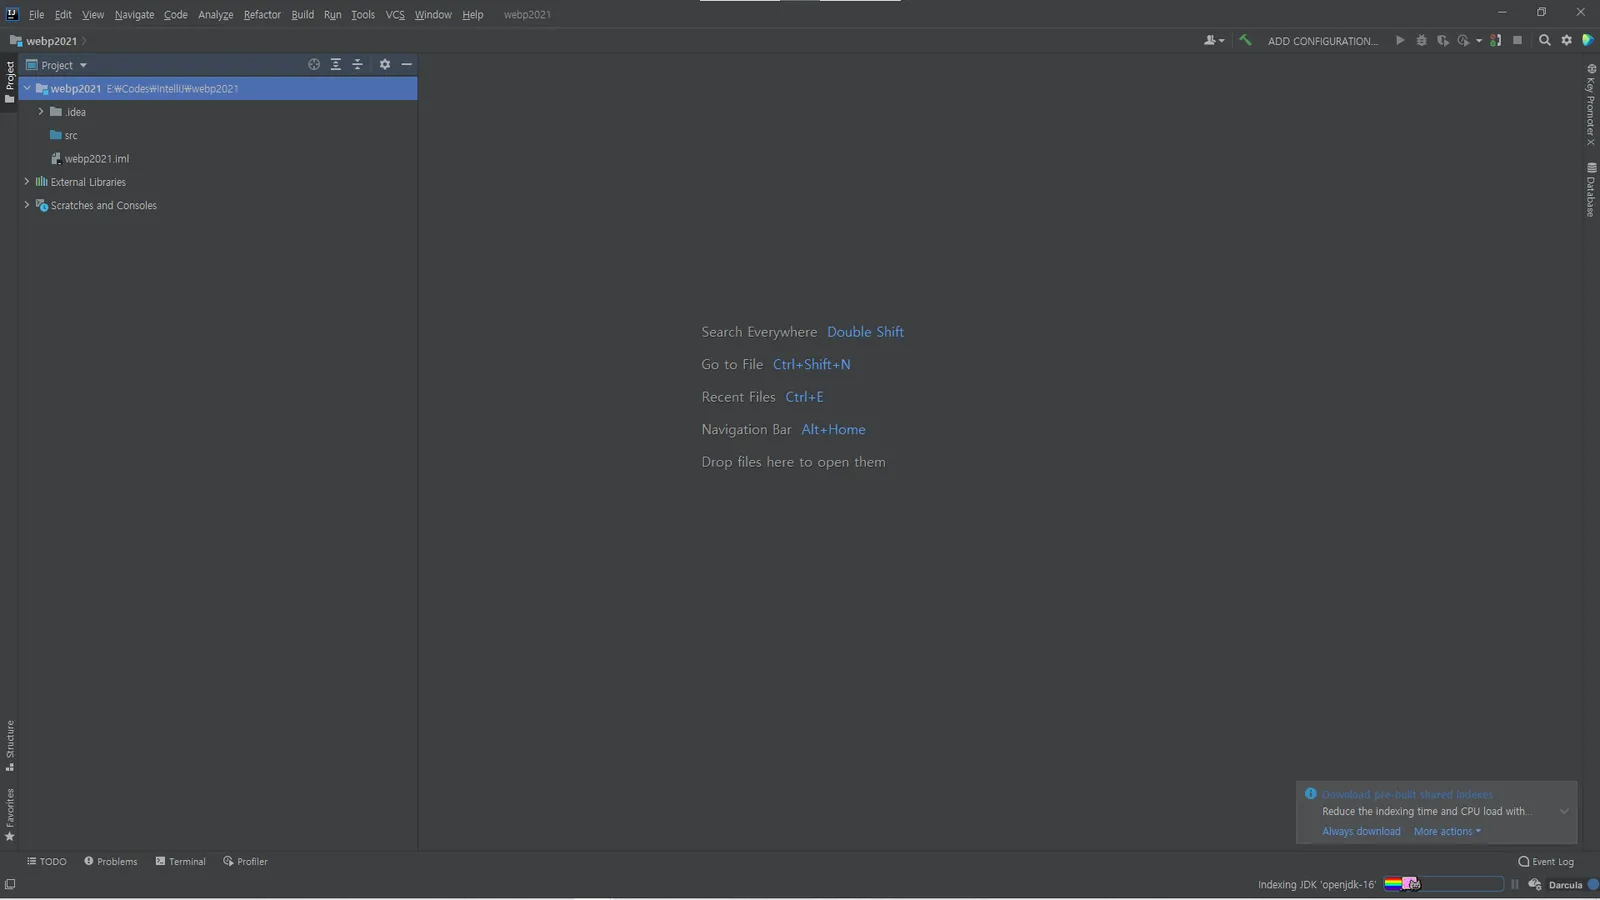 File Edit View Navigate Code Analyze Refactor Build Run Tools VCS Window Help webp2021
webp2021
ADD CONFIGURATION...
Project
Project
webp2021 E:₩Codes₩IntelliJ₩webp2021
.idea
src
webp2021.iml
External Libraries
Scratches and Consoles
Key Promoter X
Database
Search Everywhere Double Shift
Go to File Ctrl+Shift+N
Recent Files Ctrl+E
Navigation Bar Alt+Home
Drop files here to open them
Structure
Favorites
Download pre-built shared indexes
Reduce the indexing time and CPU load with...
Always download More actions
TODO Problems Terminal Profiler
Event Log
Indexing JDK 'openjdk-16'
Darcula